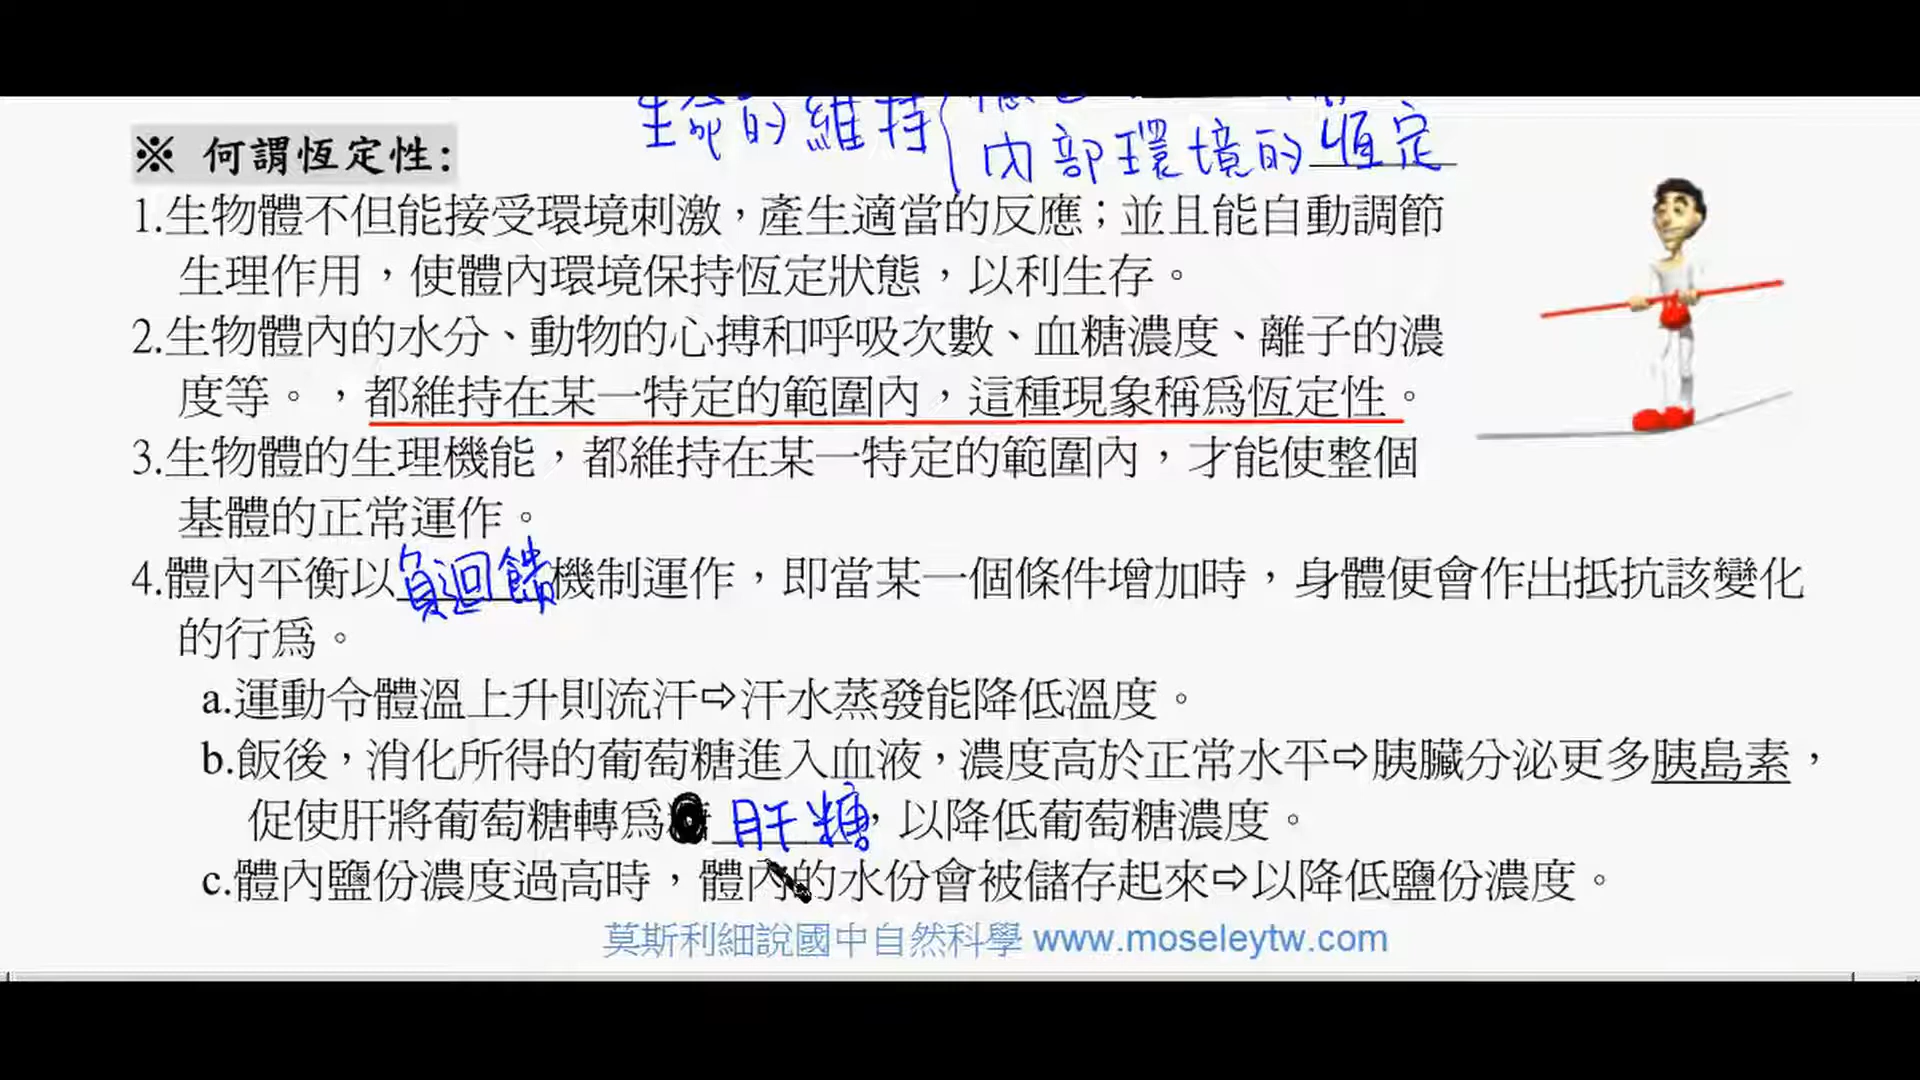 生命的維持
內部環境的恆定
※ 何謂恆定性:
1.生物體不但能接受環境刺激，產生適當的反應；並且能自動調節
生理作用，使體內環境保持恆定狀態，以利生存。
2.生物體內的水分、動物的心搏和呼吸次數、血糖濃度、離子的濃
度等。，都維持在某一特定的範圍內，這種現象稱為恆定性。
3.生物體的生理機能，都維持在某一特定的範圍內，才能使整個
基體的正常運作。
4.體內平衡以負迴饋機制運作，即當某一個條件增加時，身體便會作出抵抗該變化
的行為。
a.運動令體溫上升則流汗⇨汗水蒸發能降低溫度。
b.飯後，消化所得的葡萄糖進入血液，濃度高於正常水平⇨胰臟分泌更多胰島素，
促使肝將葡萄糖轉為肝糖，以降低葡萄糖濃度。
c.體內鹽份濃度過高時，體內的水份會被儲存起來⇨以降低鹽份濃度。
莫斯利細說國中自然科學 www.moseleytw.com